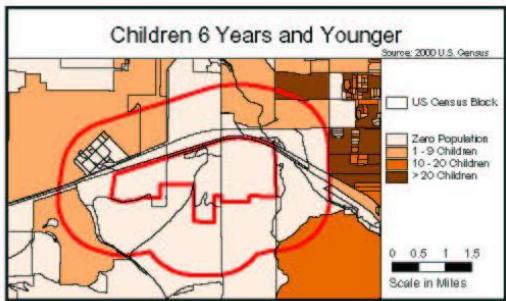 Children 6 Years and Younger
Source: 2000 U.S. Census
US Census Block
Zero Population
1 - 9 Children
10 - 20 Children
> 20 Children
0 0.5 1 1.5
Scale in Miles